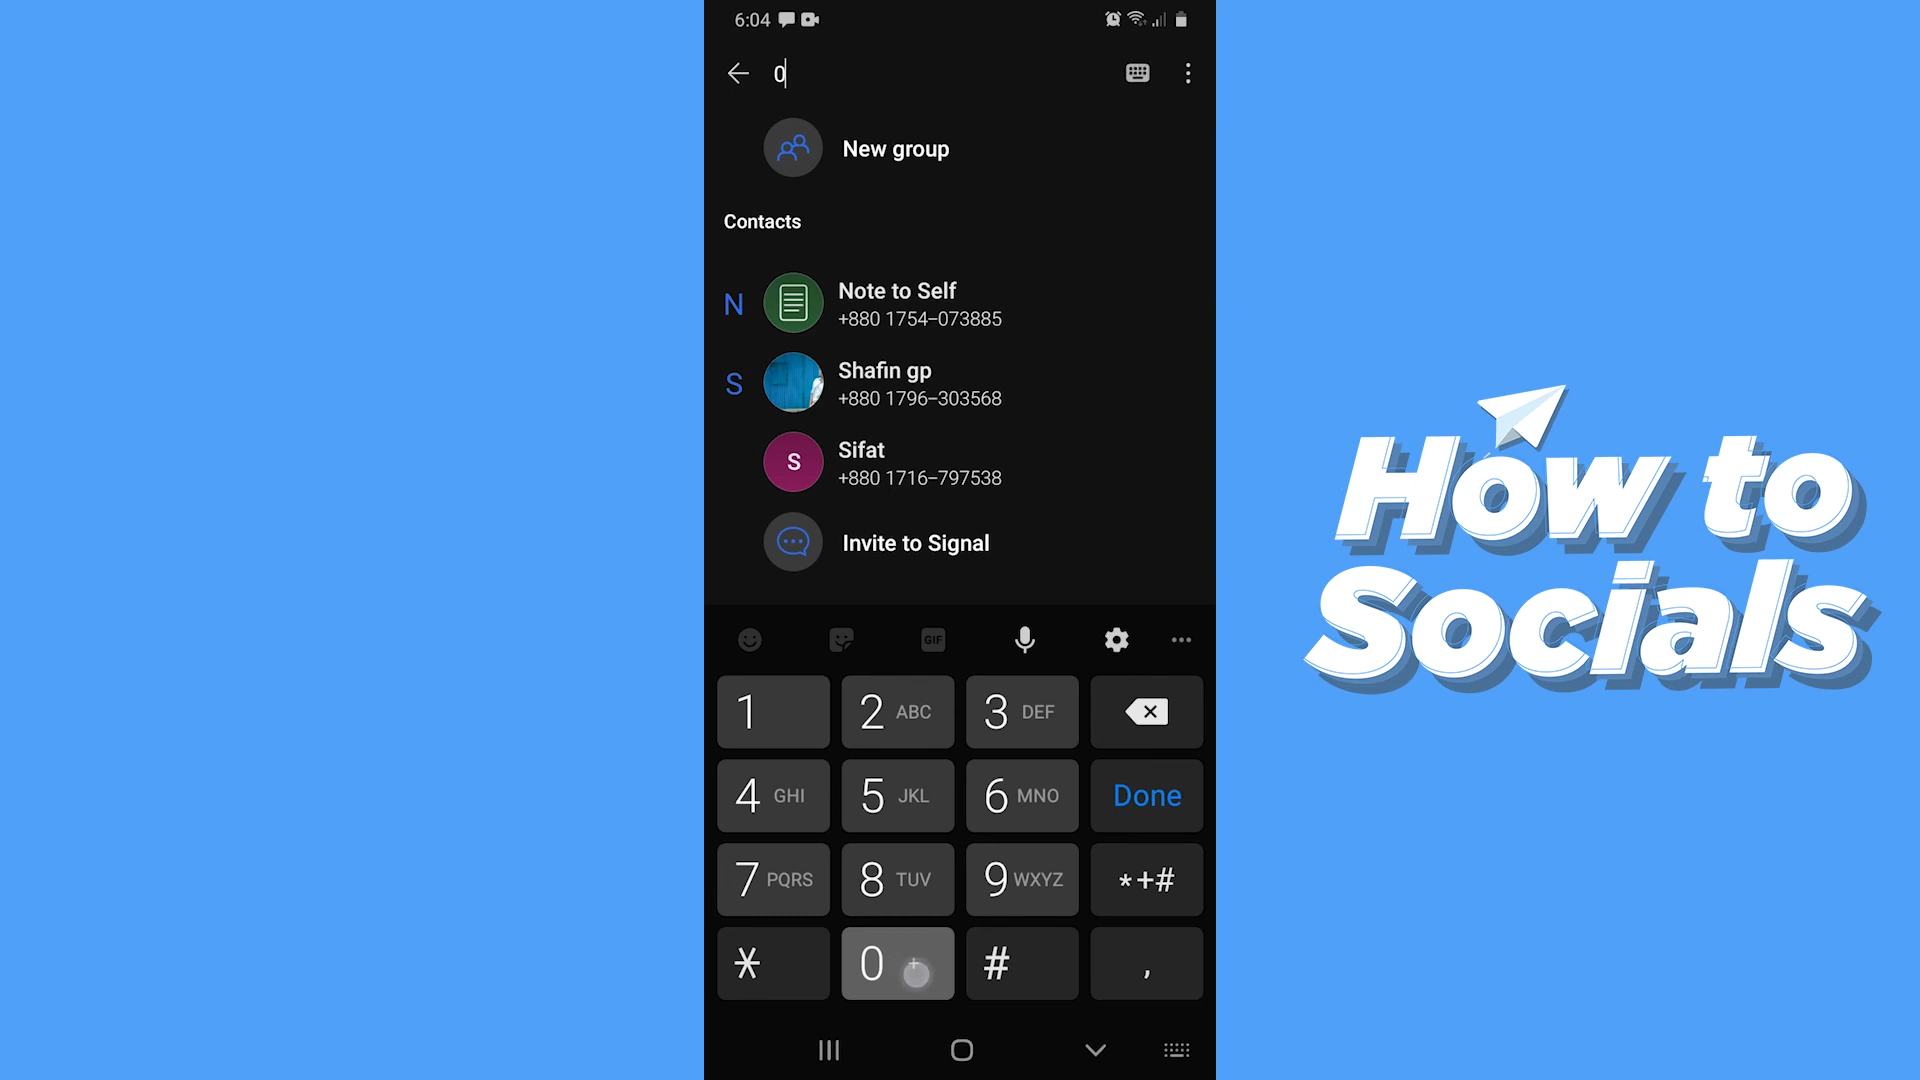 6:04
0
New group
Contacts
N
Note to Self
+880 1754-073885
S
Shafin gp
+880 1796-303568
S
Sifat
+880 1716-797538
Invite to Signal
GIF
1
2 ABC
3 DEF
4 GHI
5 JKL
6 MNO
Done
7 PQRS
8 TUV
9 WXYZ
*+#
*
0 +
#
,
How to
Socials